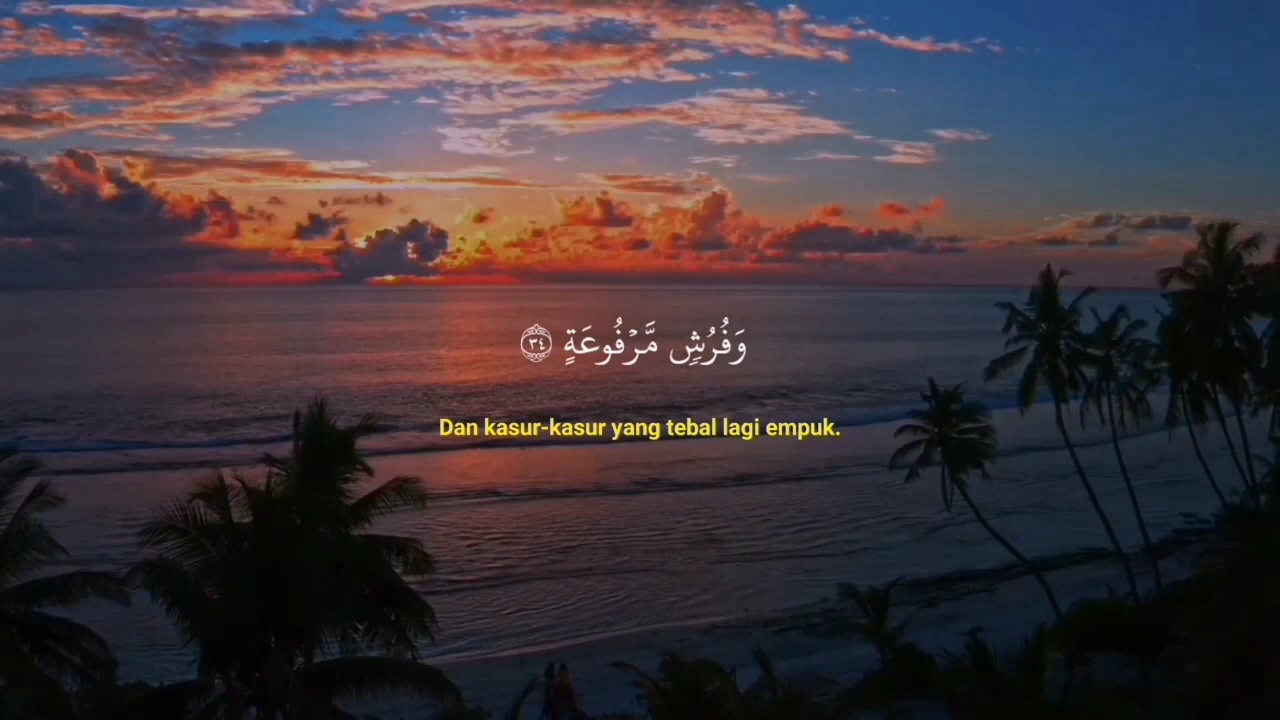 وَفُرُشٍ مَّرْفُوعَةٍ ٣٤
Dan kasur-kasur yang tebal lagi empuk.